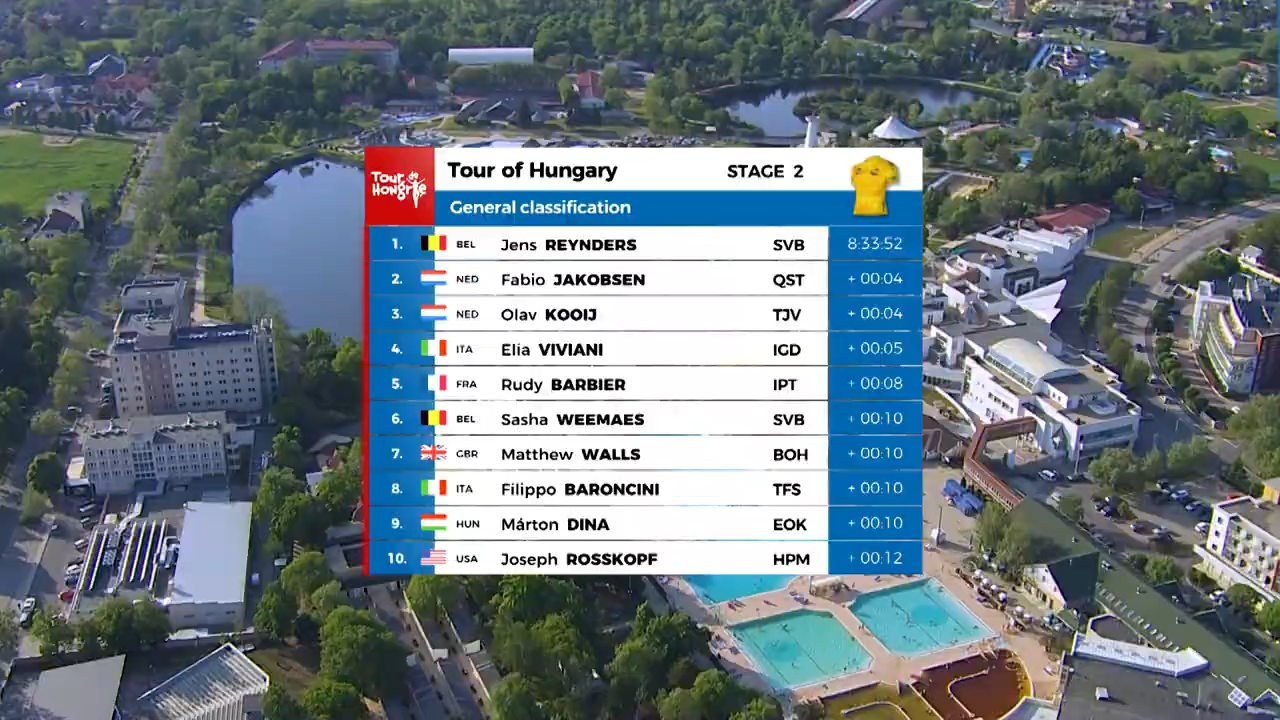 Tour de Hongrie
Tour of Hungary STAGE 2
General classification
1. BEL Jens REYNDERS SVB 8:33:52
2. NED Fabio JAKOBSEN QST + 00:04
3. NED Olav KOOIJ TJV + 00:04
4. ITA Elia VIVIANI IGD + 00:05
5. FRA Rudy BARBIER IPT + 00:08
6. BEL Sasha WEEMAES SVB + 00:10
7. GBR Matthew WALLS BOH + 00:10
8. ITA Filippo BARONCINI TFS + 00:10
9. HUN Márton DINA EOK + 00:10
10. USA Joseph ROSSKOPF HPM + 00:12